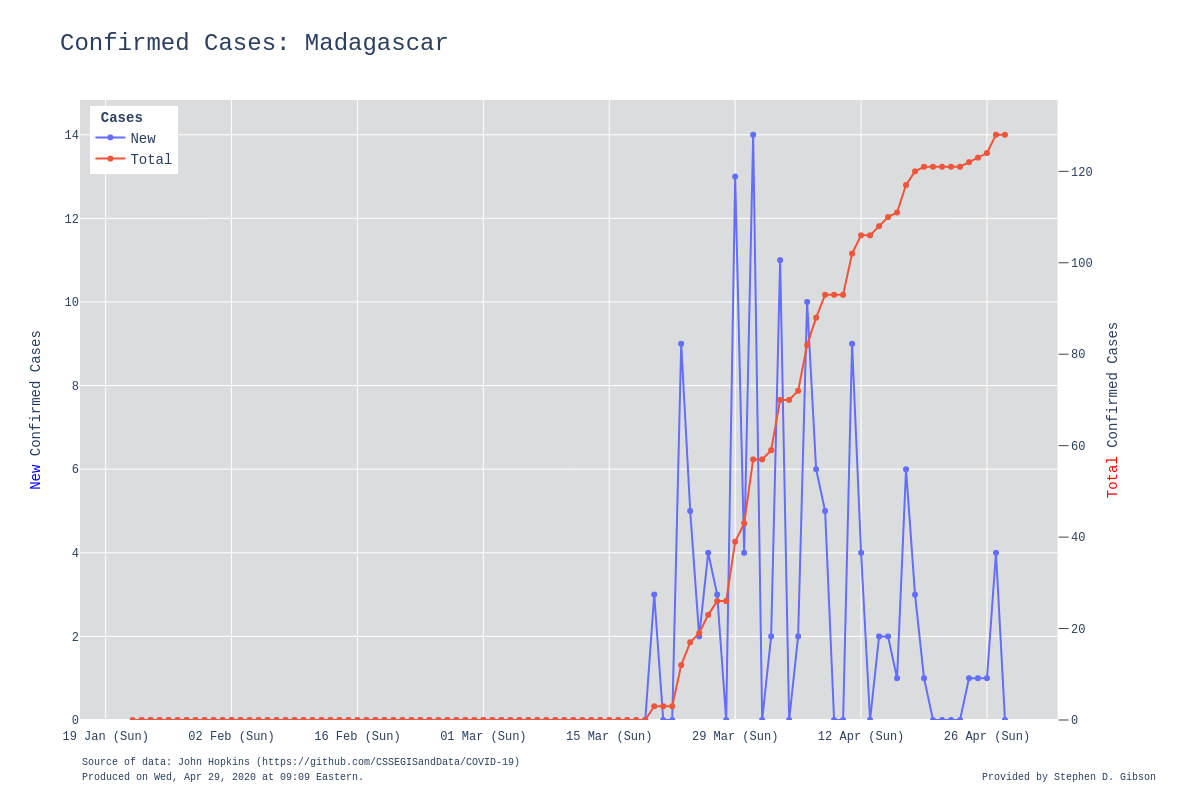 Confirmed Cases: Madagascar
Cases
New
Total
14
12
10
8
6
4
2
0
120
100
80
60
40
20
0
New Confirmed Cases
Total Confirmed Cases
19 Jan (Sun) 02 Feb (Sun) 16 Feb (Sun) 01 Mar (Sun) 15 Mar (Sun) 29 Mar (Sun) 12 Apr (Sun) 26 Apr (Sun)
Source of data: John Hopkins (https://github.com/CSSEGISandData/COVID-19)
Produced on Wed, Apr 29, 2020 at 09:09 Eastern.
Provided by Stephen D. Gibson